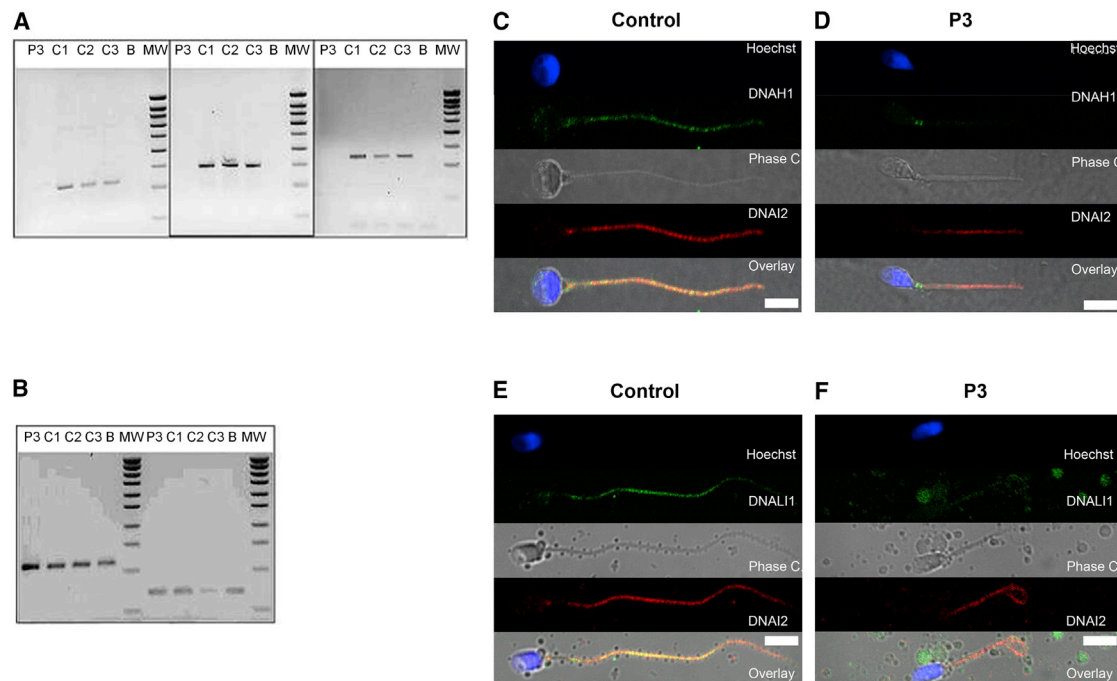 A
P3 C1 C2 C3 B MW P3 C1 C2 C3 B MW P3 C1 C2 C3 B MW
B
P3 C1 C2 C3 B MW P3 C1 C2 C3 B MW
C Control
Hoechst
DNAH1
Phase C
DNAI2
Overlay
D P3
Hoechst
DNAH1
Phase C
DNAI2
Overlay
E Control
Hoechst
DNALI1
Phase C
DNAI2
Overlay
F P3
Hoechst
DNALI1
Phase C
DNAI2
Overlay